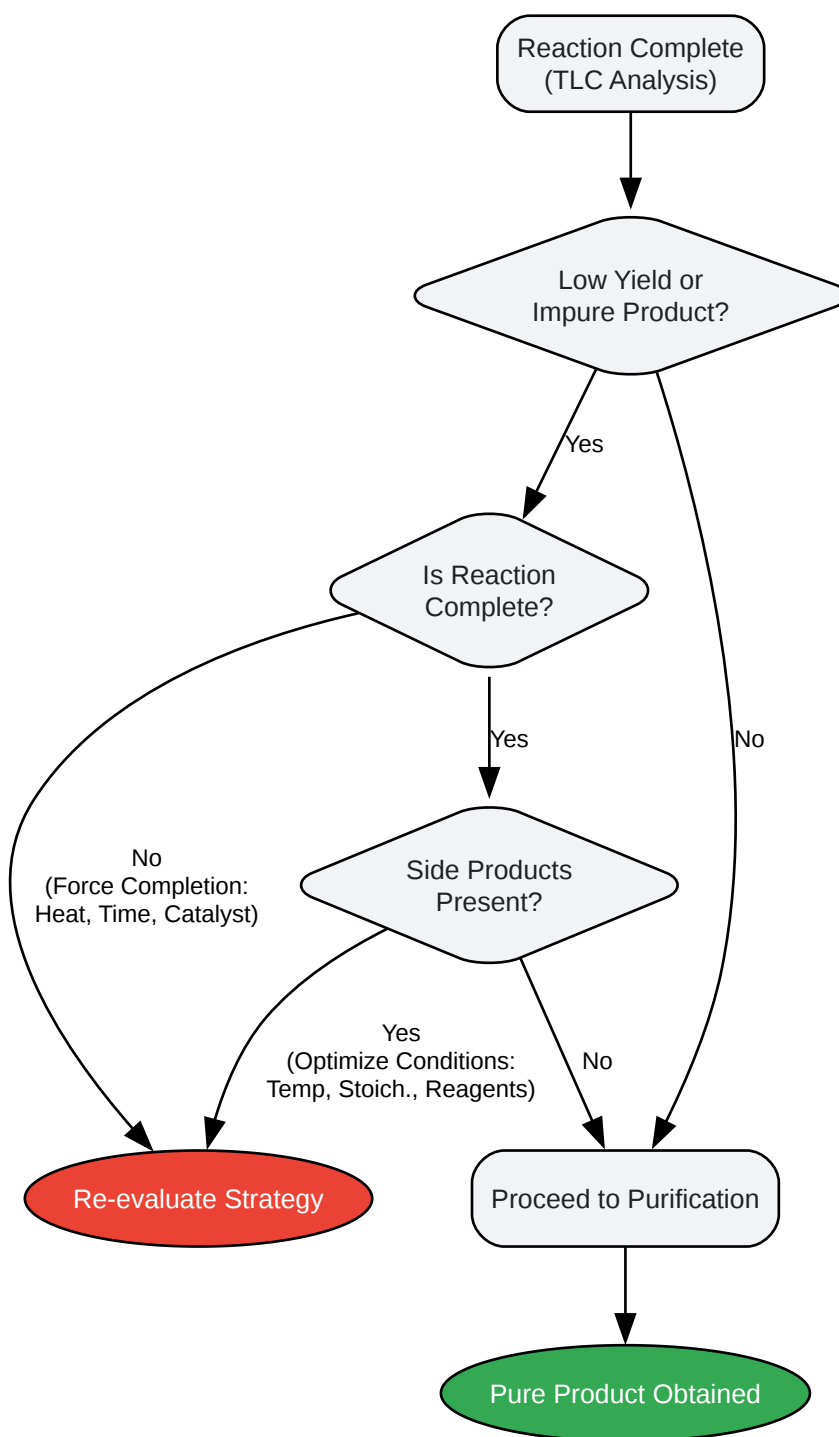 Reaction Complete
(TLC Analysis)
Low Yield or
Impure Product?
Yes
Is Reaction
Complete?
Yes
No
No
(Force Completion:
Heat, Time, Catalyst)
Side Products
Present?
Yes
(Optimize Conditions:
Temp, Stoich., Reagents)
No
Re-evaluate Strategy
Proceed to Purification
Pure Product Obtained